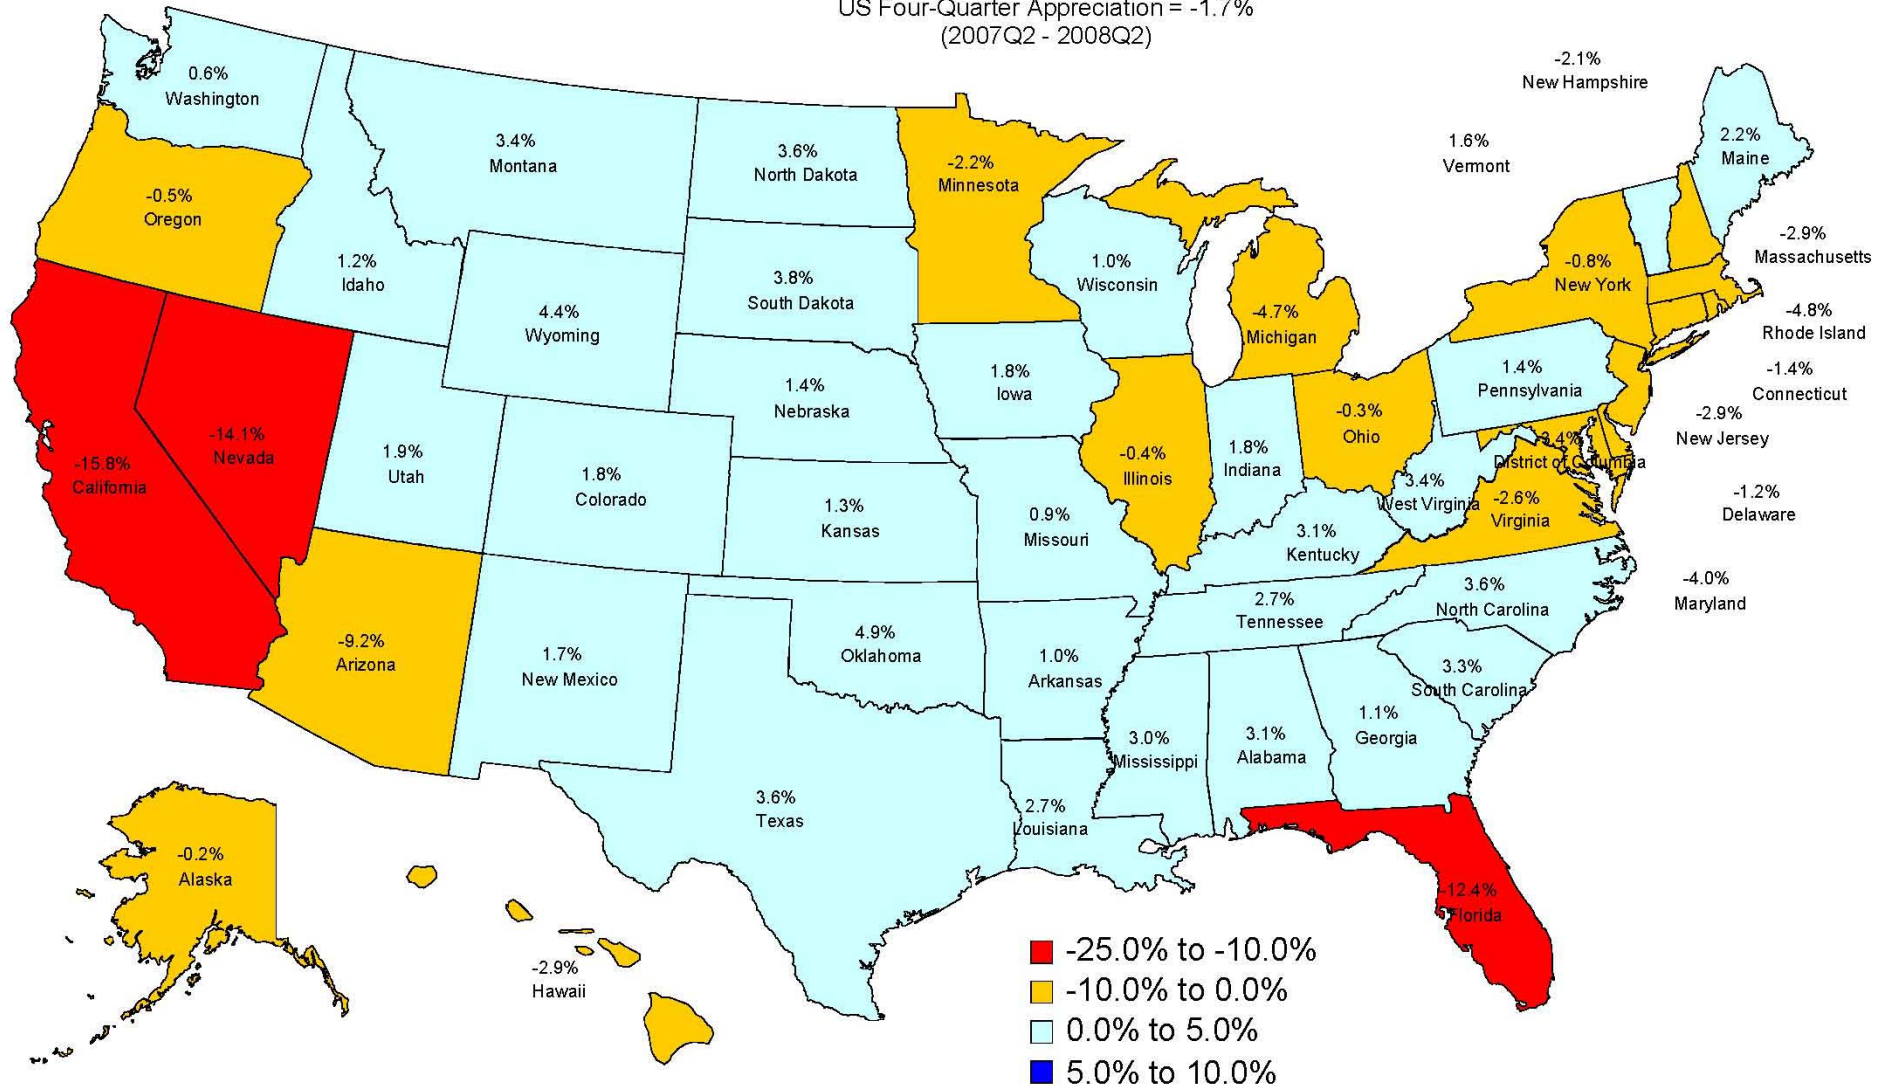 US Four-Quarter Appreciation = -1.7%
(2007Q2 - 2008Q2)
-2.1%
New Hampshire
0.6%
Washington
3.4%
Montana
3.6%
North Dakota
-2.2%
Minnesota
1.6%
Vermont
2.2%
Maine
-0.5%
Oregon
1.2%
Idaho
4.4%
Wyoming
3.8%
South Dakota
1.0%
Wisconsin
-4.7%
Michigan
-0.8%
New York
-2.9%
Massachusetts
-4.8%
Rhode Island
-1.4%
Connecticut
-2.9%
New Jersey
1.4%
Nebraska
1.8%
Iowa
1.4%
Pennsylvania
-15.8%
California
-14.1%
Nevada
1.9%
Utah
1.8%
Colorado
1.3%
Kansas
0.9%
Missouri
-0.4%
Illinois
1.8%
Indiana
-0.3%
Ohio
3.4%
West Virginia
-3.4%
District of Columbia
-2.6%
Virginia
-1.2%
Delaware
-4.0%
Maryland
3.1%
Kentucky
2.7%
Tennessee
3.6%
North Carolina
-9.2%
Arizona
1.7%
New Mexico
4.9%
Oklahoma
1.0%
Arkansas
3.3%
South Carolina
3.0%
Mississippi
3.1%
Alabama
1.1%
Georgia
3.6%
Texas
2.7%
Louisiana
-12.4%
Florida
-0.2%
Alaska
-2.9%
Hawaii
-25.0% to -10.0%
-10.0% to 0.0%
0.0% to 5.0%
5.0% to 10.0%